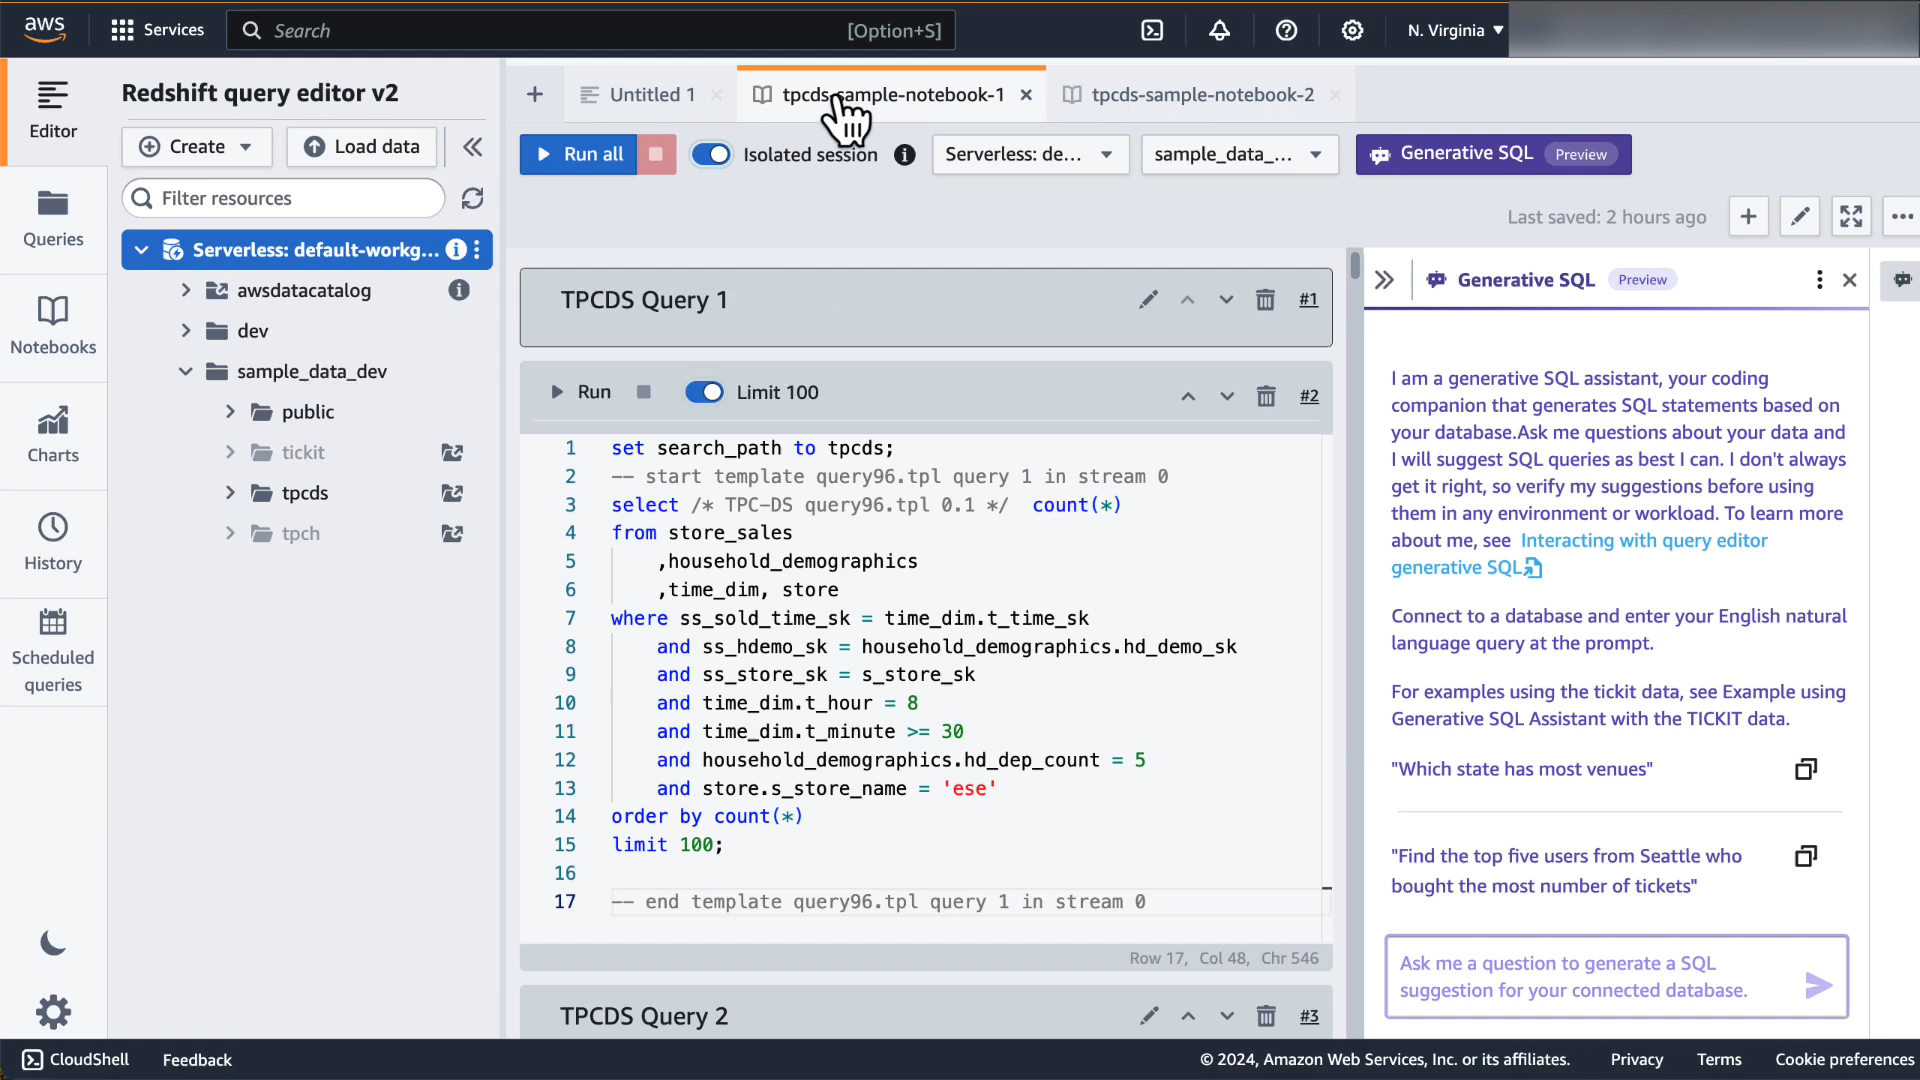 aws
Services
Search
[Option+S]
N. Virginia
Editor
Queries
Notebooks
Charts
History
Scheduled
queries
Redshift query editor v2
Create
Load data
Filter resources
Serverless: default-workg...
awsdatacatalog
dev
sample_data_dev
public
tickit
tpcds
tpch
Untitled 1
tpcds-sample-notebook-1
tpcds-sample-notebook-2
Run all
Isolated session
Serverless: de...
sample_data_...
Generative SQL Preview
Last saved: 2 hours ago
TPCDS Query 1
#1
Run
Limit 100
#2
1 set search_path to tpcds;
2 -- start template query96.tpl query 1 in stream 0
3 select /* TPC-DS query96.tpl 0.1 */  count(*)
4 from store_sales
5     ,household_demographics
6     ,time_dim, store
7 where ss_sold_time_sk = time_dim.t_time_sk
8     and ss_hdemo_sk = household_demographics.hd_demo_sk
9     and ss_store_sk = s_store_sk
10     and time_dim.t_hour = 8
11     and time_dim.t_minute >= 30
12     and household_demographics.hd_dep_count = 5
13     and store.s_store_name = 'ese'
14 order by count(*)
15 limit 100;
16
17 -- end template query96.tpl query 1 in stream 0
Row 17, Col 48, Chr 546
TPCDS Query 2
#3
Generative SQL Preview
I am a generative SQL assistant, your coding
companion that generates SQL statements based on
your database.Ask me questions about your data and
I will suggest SQL queries as best I can. I don't always
get it right, so verify my suggestions before using
them in any environment or workload. To learn more
about me, see Interacting with query editor
generative SQL
Connect to a database and enter your English natural
language query at the prompt.
For examples using the tickit data, see Example using
Generative SQL Assistant with the TICKIT data.
"Which state has most venues"
"Find the top five users from Seattle who
bought the most number of tickets"
Ask me a question to generate a SQL
suggestion for your connected database.
CloudShell
Feedback
© 2024, Amazon Web Services, Inc. or its affiliates.
Privacy
Terms
Cookie preferences